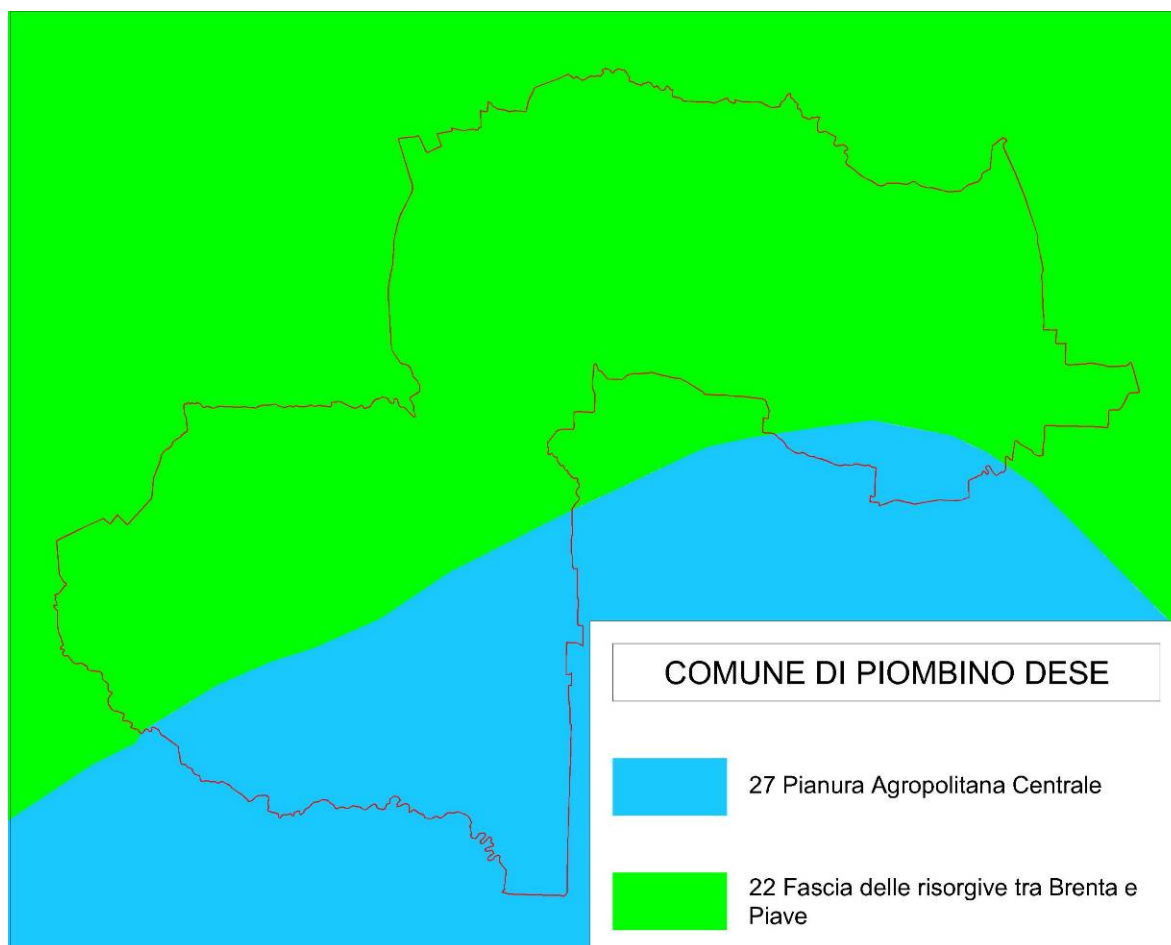 COMUNE DI PIOMBINO DESE
27 Pianura Agropolitana Centrale
22 Fascia delle risorgive tra Brenta e
Piave